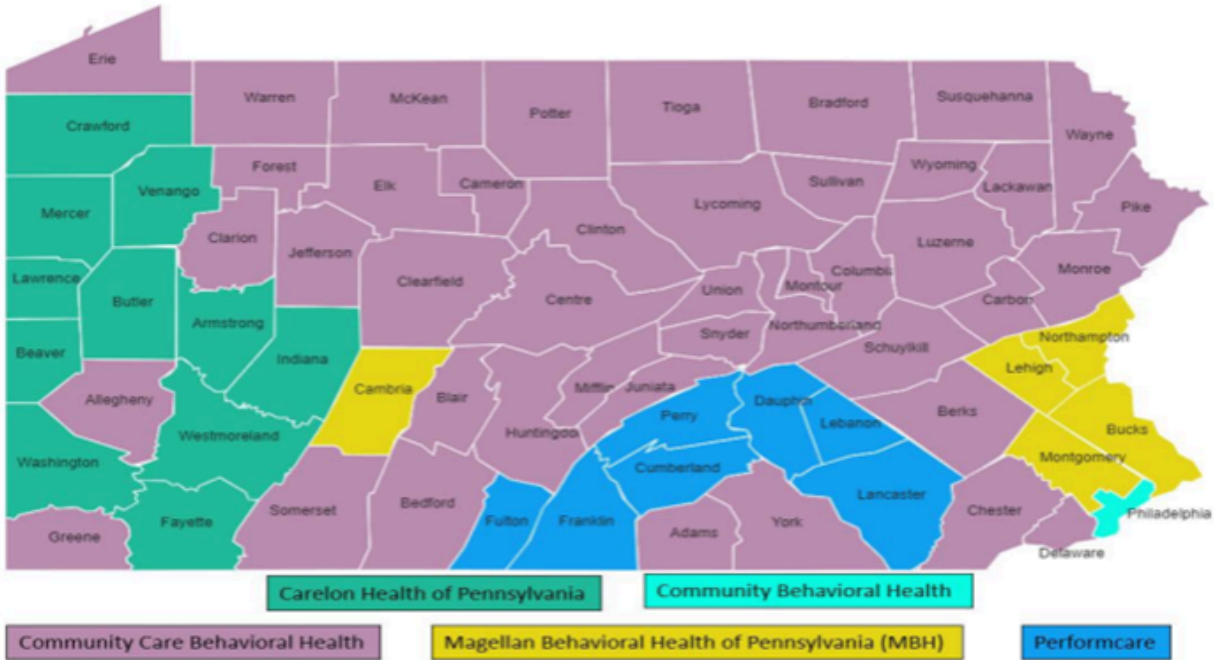 Erie
Warren
McKean
Potter
Tioga
Bradford
Susquehanna
Wayne
Crawford
Forest
Elk
Cameron
Sullivan
Wyoming
Lackawan
Pike
Venango
Mercer
Clarion
Jefferson
Clinton
Lycoming
Luzerne
Monroe
Lawrence
Butler
Armstrong
Clearfield
Centre
Union
Montour
Columbia
Carbon
Beaver
Indiana
Snyder
Northumberland
Schuylkill
Northampton
Lehigh
Allegheny
Cambria
Blair
Mifflin
Juniata
Perry
Dauphin
Lebanon
Berks
Bucks
Westmoreland
Huntingdo
Cumberland
Montgomery
Washington
Fayette
Somerset
Bedford
Fulton
Franklin
Adams
York
Lancaster
Chester
Philadelphia
Greene
Delaware
Carelon Health of Pennsylvania
Community Behavioral Health
Community Care Behavioral Health
Magellan Behavioral Health of Pennsylvania (MBH)
Performcare